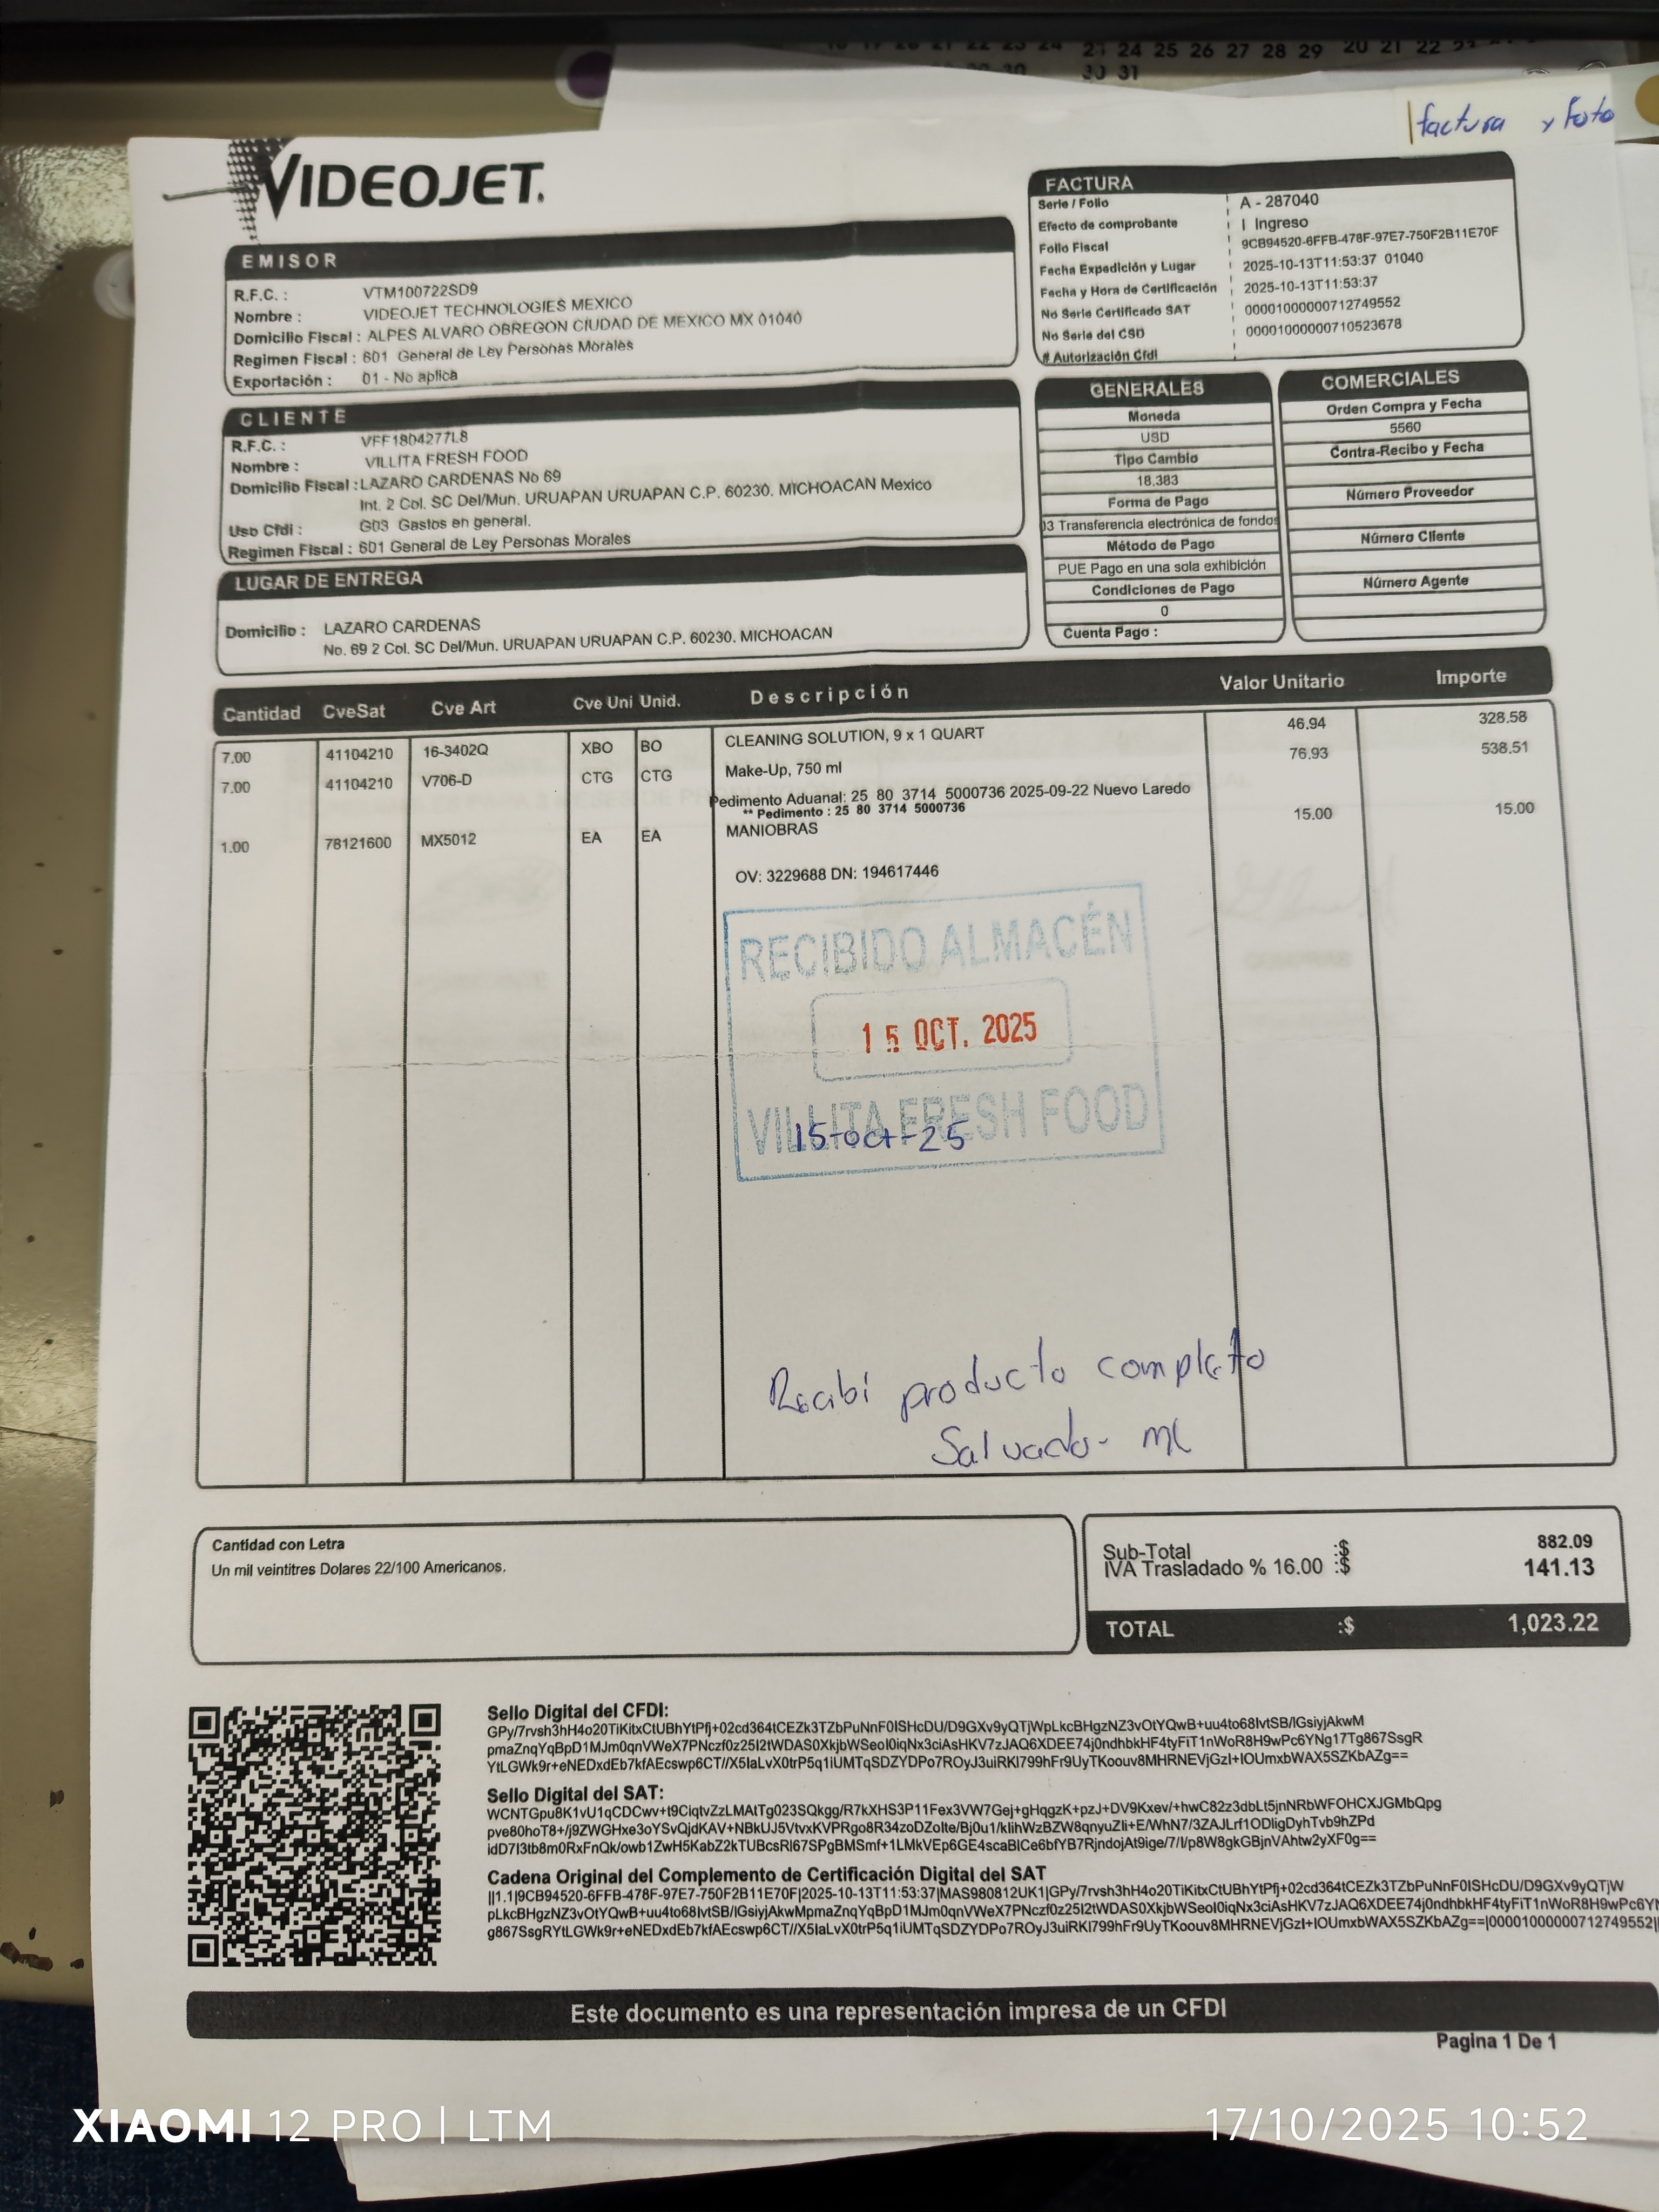 30 31
24 25 26 27 28 29
20 21 22
factura y foto
VIDEOJET.
FACTURA
Serie / Folio A - 287040
Efecto de comprobante I Ingreso
Folio Fiscal 9CB94520-6FFB-478F-97E7-750F2B11E70F
Fecha Expedición y Lugar 2025-10-13T11:53:37 01040
Fecha y Hora de Certificación 2025-10-13T11:53:37
No Serie Certificado SAT 00001000000712749552
No Serie del CSD 00001000000710523678
# Autorización Cfdi
EMISOR
R.F.C. : VTM100722SD9
Nombre : VIDEOJET TECHNOLOGIES MEXICO
Domicilio Fiscal : ALPES ALVARO OBREGON CIUDAD DE MEXICO MX 01040
Regimen Fiscal : 601 General de Ley Personas Morales
Exportación : 01 - No aplica
CLIENTE
R.F.C. : VFF1804277L8
Nombre : VILLITA FRESH FOOD
Domicilio Fiscal : LAZARO CARDENAS No 69
Int. 2 Col. SC Del/Mun. URUAPAN URUAPAN C.P. 60230. MICHOACAN Mexico
Uso Cfdi : G03 Gastos en general.
Regimen Fiscal : 601 General de Ley Personas Morales
GENERALES
Moneda
USD
Tipo Cambio
18.383
Forma de Pago
03 Transferencia electrónica de fondos
Método de Pago
PUE Pago en una sola exhibición
Condiciones de Pago
0
Cuenta Pago :
COMERCIALES
Orden Compra y Fecha
5560
Contra-Recibo y Fecha
Número Proveedor
Número Cliente
Número Agente
LUGAR DE ENTREGA
Domicilio : LAZARO CARDENAS
No. 69 2 Col. SC Del/Mun. URUAPAN URUAPAN C.P. 60230. MICHOACAN
Cantidad CveSat Cve Art Cve Uni Unid. Descripción Valor Unitario Importe
7.00 41104210 16-3402Q XBO BO CLEANING SOLUTION, 9 x 1 QUART 46.94 328.58
7.00 41104210 V706-D CTG CTG Make-Up, 750 ml 76.93 538.51
Pedimento Aduanal: 25 80 3714 5000736 2025-09-22 Nuevo Laredo
** Pedimento : 25 80 3714 5000736
1.00 78121600 MX5012 EA EA MANIOBRAS 15.00 15.00
OV: 3229688 DN: 194617446
RECIBIDO ALMACÉN
15 OCT. 2025
VILLITA FRESH FOOD
15-oct-25
Recibi producto completo
Salvado- mc
Cantidad con Letra
Un mil veintitres Dolares 22/100 Americanos.
Sub-Total :$ 882.09
IVA Trasladado % 16.00 :$ 141.13
TOTAL :$ 1,023.22
Sello Digital del CFDI:
Sello Digital del SAT:
Cadena Original del Complemento de Certificación Digital del SAT
Este documento es una representación impresa de un CFDI
Pagina 1 De 1
XIAOMI 12 PRO | LTM
17/10/2025 10:52